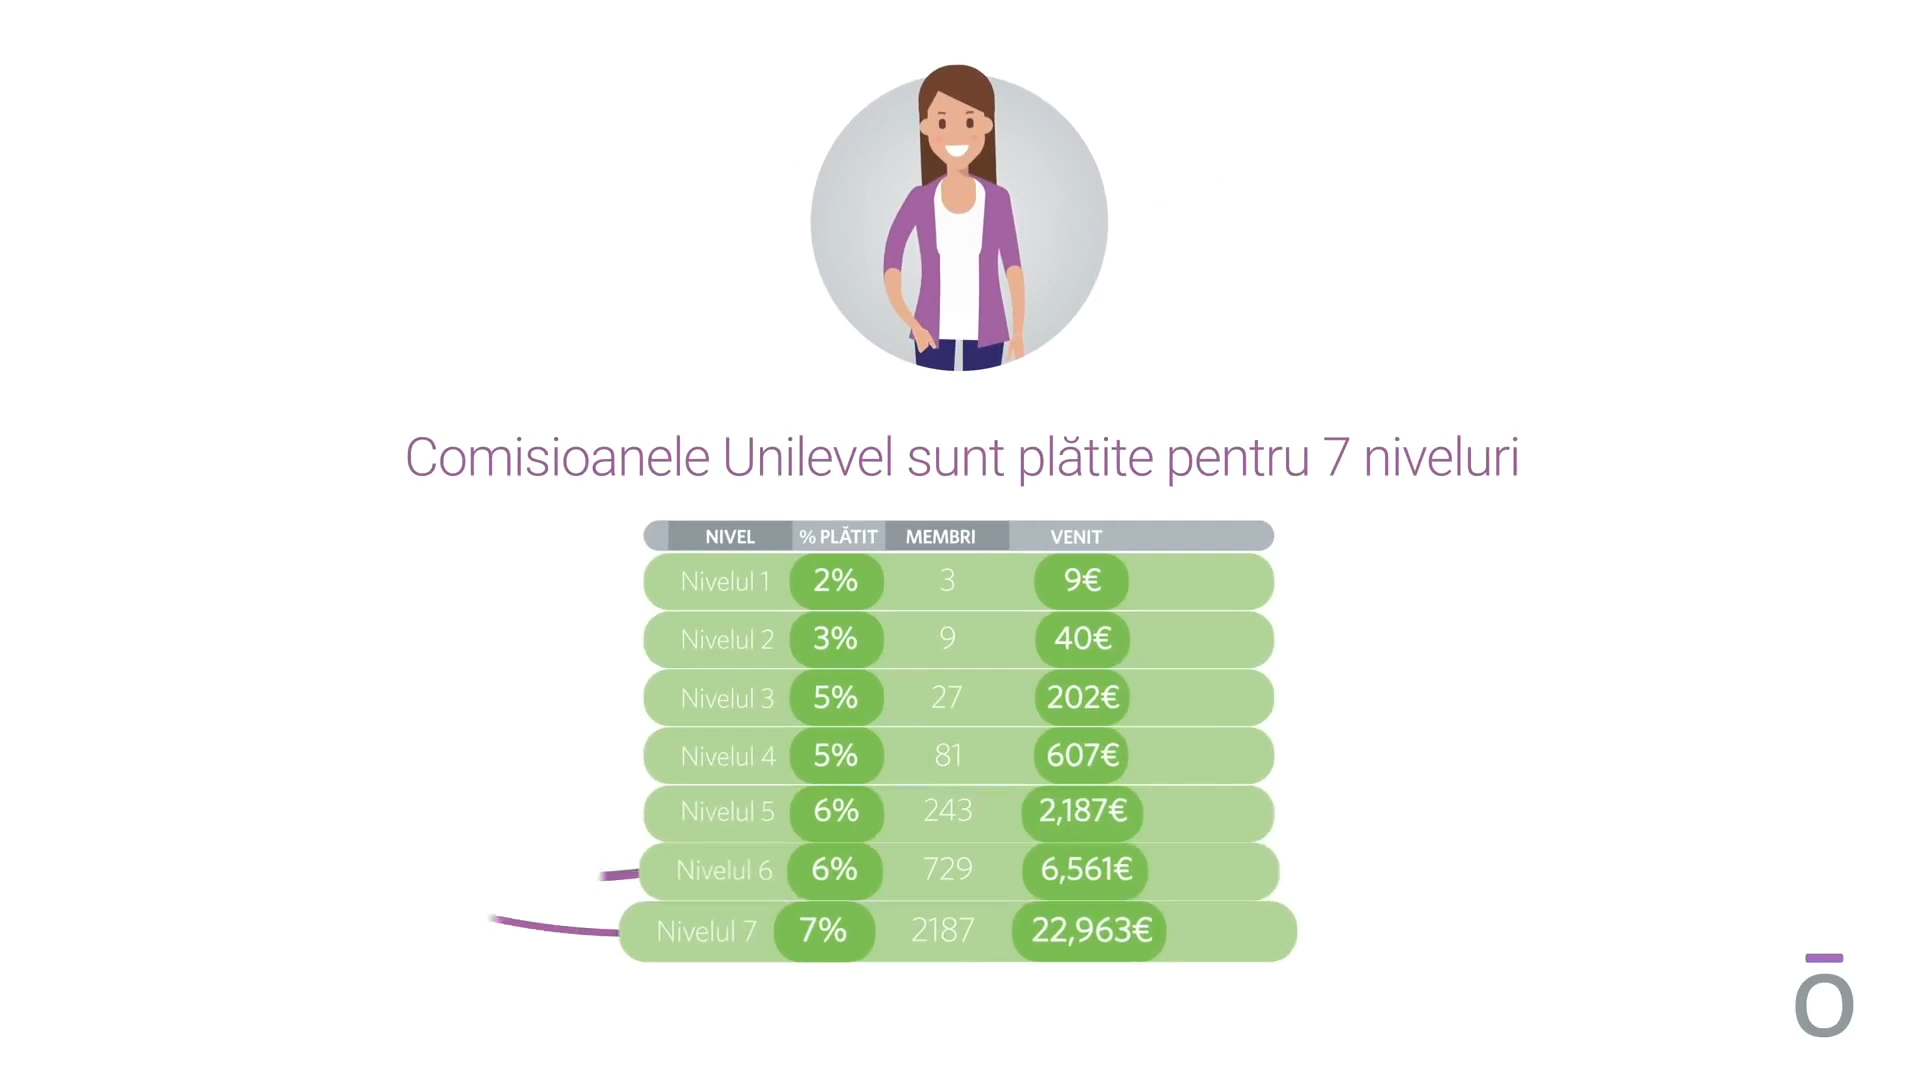 Comisioanele Unilevel sunt plătite pentru 7 niveluri
NIVEL % PLĂTIT MEMBRI VENIT
Nivelul 1 2% 3 9€
Nivelul 2 3% 9 40€
Nivelul 3 5% 27 202€
Nivelul 4 5% 81 607€
Nivelul 5 6% 243 2,187€
Nivelul 6 6% 729 6,561€
Nivelul 7 7% 2187 22,963€
ō